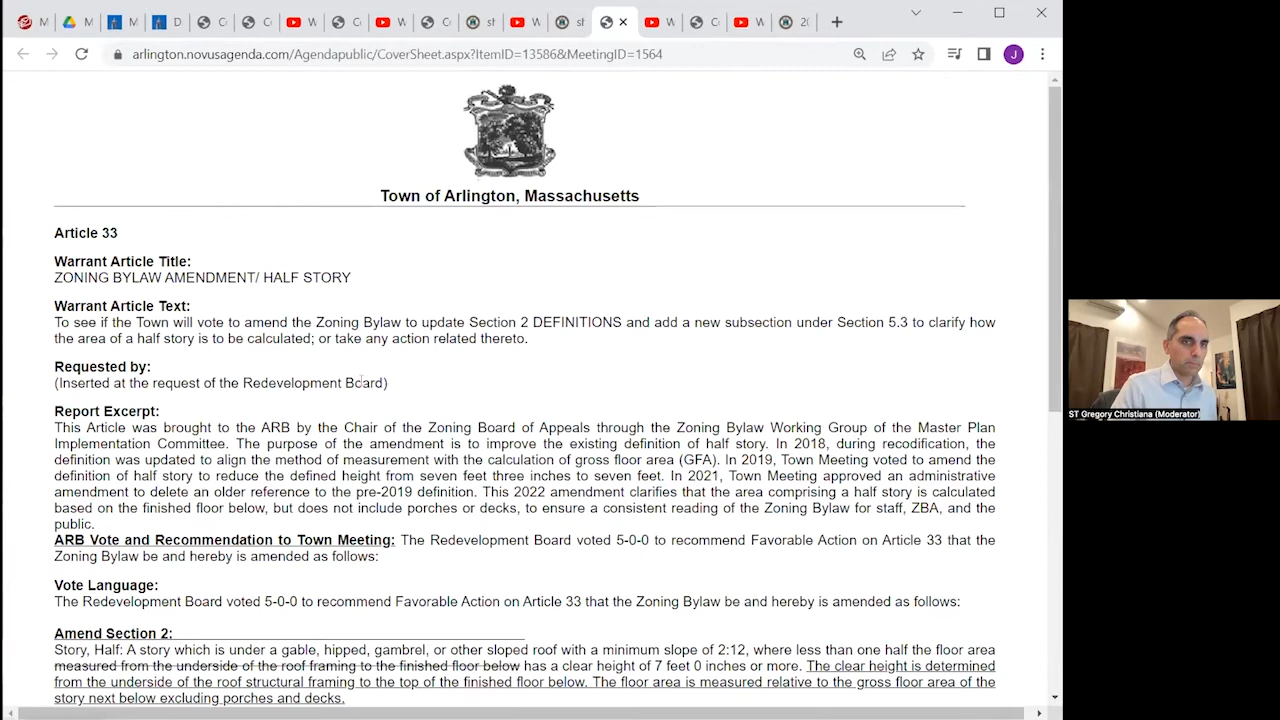 M
M
M
D
C
C
W
C
W
C
st
W
st
W
C
W
20
arlington.novusagenda.com/Agendapublic/CoverSheet.aspx?ItemID=13586&MeetingID=1564
J
Town of Arlington, Massachusetts
Article 33
Warrant Article Title:
ZONING BYLAW AMENDMENT/ HALF STORY
Warrant Article Text:
To see if the Town will vote to amend the Zoning Bylaw to update Section 2 DEFINITIONS and add a new subsection under Section 5.3 to clarify how
the area of a half story is to be calculated; or take any action related thereto.
Requested by:
(Inserted at the request of the Redevelopment Board)
Report Excerpt:
This Article was brought to the ARB by the Chair of the Zoning Board of Appeals through the Zoning Bylaw Working Group of the Master Plan
Implementation Committee. The purpose of the amendment is to improve the existing definition of half story. In 2018, during recodification, the
definition was updated to align the method of measurement with the calculation of gross floor area (GFA). In 2019, Town Meeting voted to amend the
definition of half story to reduce the defined height from seven feet three inches to seven feet. In 2021, Town Meeting approved an administrative
amendment to delete an older reference to the pre-2019 definition. This 2022 amendment clarifies that the area comprising a half story is calculated
based on the finished floor below, but does not include porches or decks, to ensure a consistent reading of the Zoning Bylaw for staff, ZBA, and the
public.
ARB Vote and Recommendation to Town Meeting: The Redevelopment Board voted 5-0-0 to recommend Favorable Action on Article 33 that the
Zoning Bylaw be and hereby is amended as follows:
Vote Language:
The Redevelopment Board voted 5-0-0 to recommend Favorable Action on Article 33 that the Zoning Bylaw be and hereby is amended as follows:
Amend Section 2:
Story, Half: A story which is under a gable, hipped, gambrel, or other sloped roof with a minimum slope of 2:12, where less than one half the floor area
measured from the underside of the roof framing to the finished floor below has a clear height of 7 feet 0 inches or more. The clear height is determined
from the underside of the roof structural framing to the top of the finished floor below. The floor area is measured relative to the gross floor area of the
story next below excluding porches and decks.
ST Gregory Christiana (Moderator)